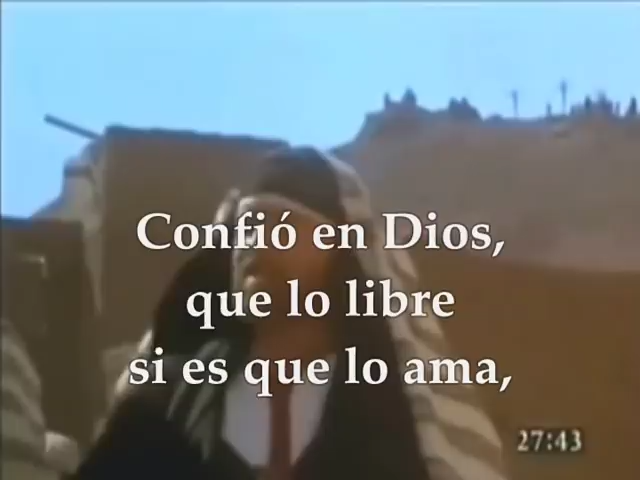 Confió en Dios,
que lo libre
si es que lo ama,
27:43